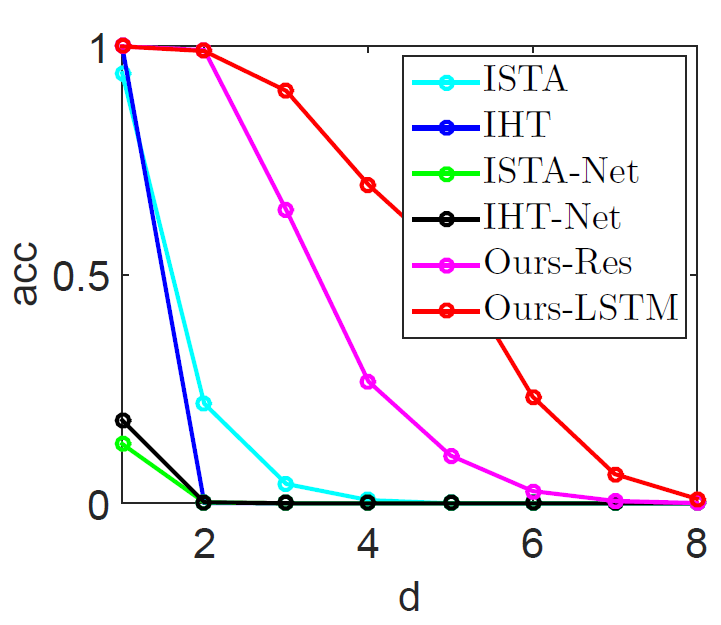 1
0.5
0
acc
ISTA
IHT
ISTA-Net
IHT-Net
Ours-Res
Ours-LSTM
2 4 6 8
d